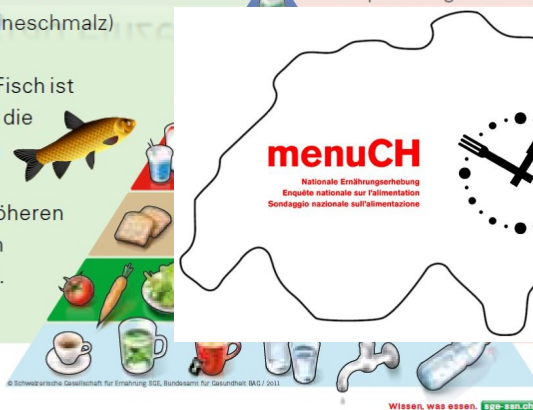 neschmalz)
Fisch ist
die
öheren
n
.
menuCH
Nationale Ernährungserhebung
Enquête nationale sur l'alimentation
Sondaggio nazionale sull'alimentazione
© Schweizerische Gesellschaft für Ernährung SGE, Bundesamt für Gesundheit BAG / 2011
Wissen, was essen. sge-ssn.ch